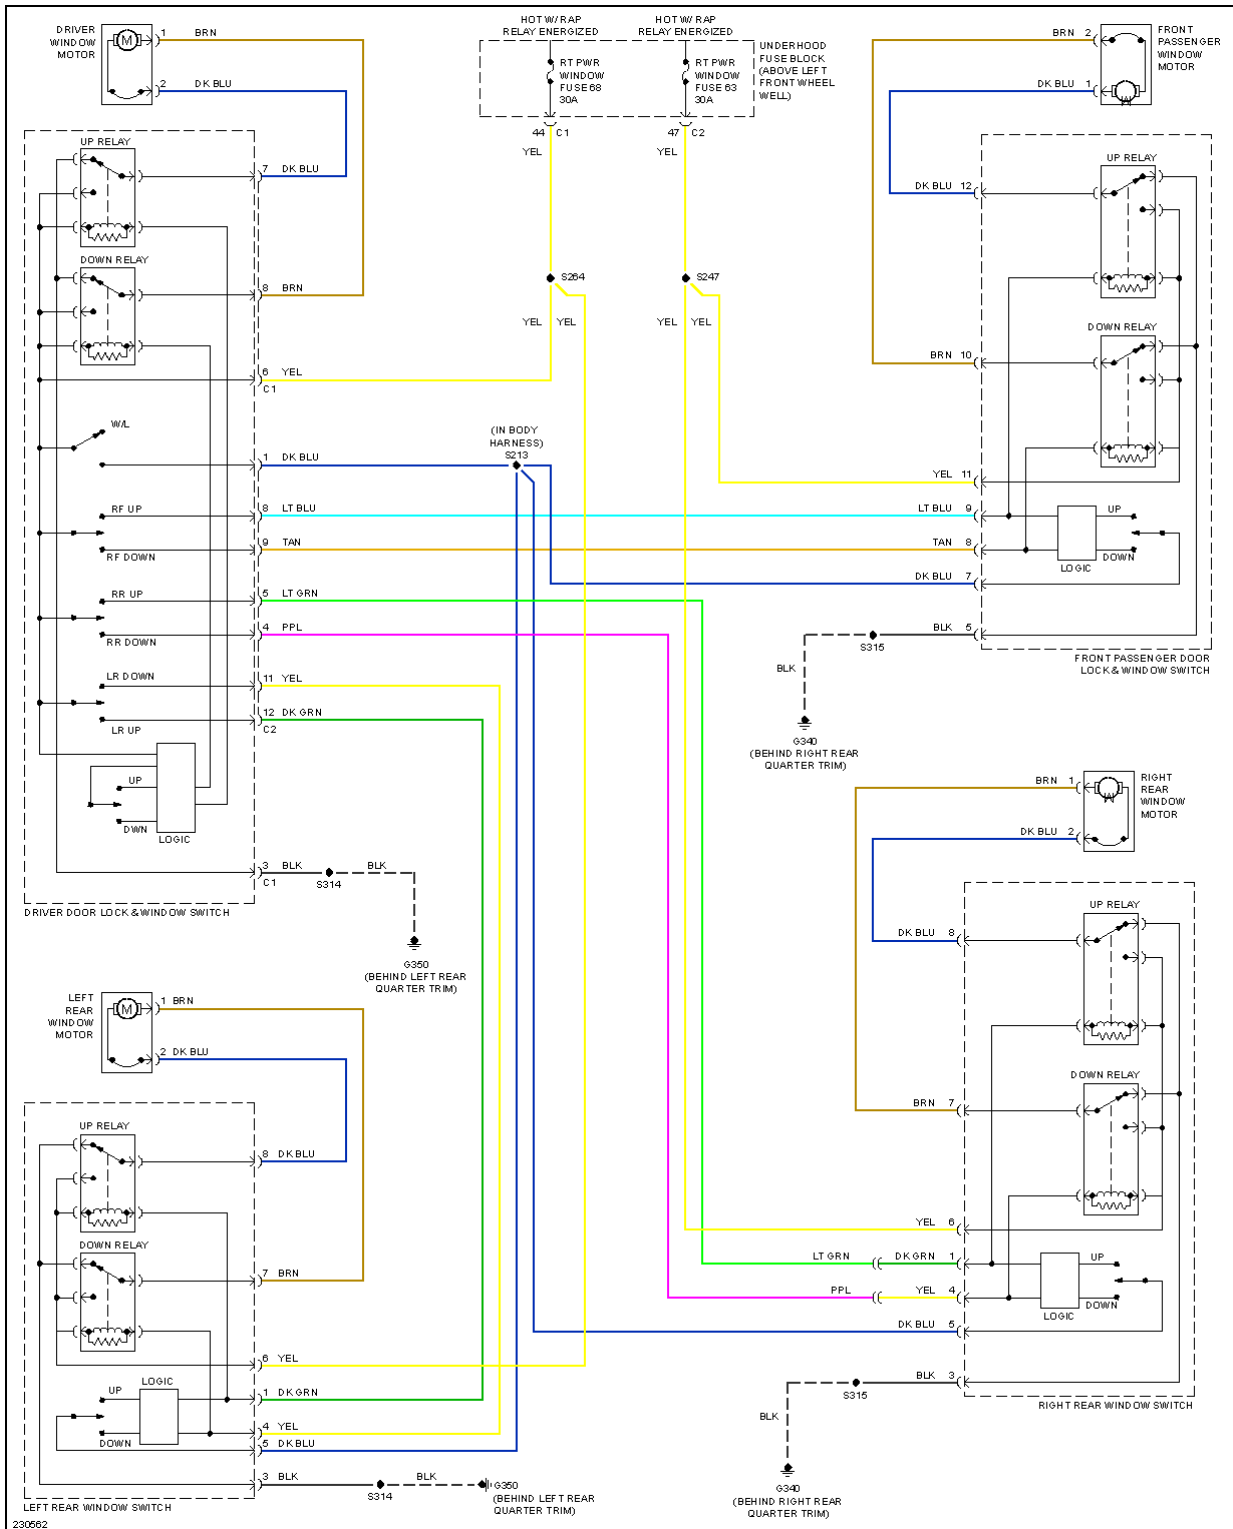 DRIVER
WINDOW
MOTOR
M
1
BRN
2
DK BLU
HOT W/ RAP
RELAY ENERGIZED
HOT W/ RAP
RELAY ENERGIZED
RT PWR
WINDOW
FUSE 68
30A
RT PWR
WINDOW
FUSE 63
30A
UNDERHOOD
FUSE BLOCK
(ABOVE LEFT
FRONT WHEEL
WELL)
44 C1
47 C2
YEL
YEL
BRN 2
DK BLU 1
M
FRONT
PASSENGER
WINDOW
MOTOR
UP RELAY
7 DK BLU
DOWN RELAY
8 BRN
6 YEL
C1
S264
S247
YEL YEL
YEL YEL
UP RELAY
DK BLU 12
DOWN RELAY
BRN 10
W/L
(IN BODY
HARNESS)
S213
1 DK BLU
YEL 11
RF UP
8 LT BLU
LT BLU 9
RF DOWN
9 TAN
TAN 8
UP
DOWN
LOGIC
DK BLU 7
RR UP
5 LT GRN
RR DOWN
4 PPL
BLK 5
S315
BLK
G340
(BEHIND RIGHT REAR
QUARTER TRIM)
FRONT PASSENGER DOOR
LOCK & WINDOW SWITCH
LR DOWN
11 YEL
LR UP
12 DK GRN
C2
UP
DWN
LOGIC
3 BLK
C1
S314
BLK
G350
(BEHIND LEFT REAR
QUARTER TRIM)
DRIVER DOOR LOCK & WINDOW SWITCH
BRN 1
DK BLU 2
M
RIGHT
REAR
WINDOW
MOTOR
UP RELAY
DK BLU 8
DOWN RELAY
BRN 7
YEL 6
LT GRN
DK GRN 1
PPL
YEL 4
UP
DOWN
LOGIC
DK BLU 5
BLK 3
S315
BLK
G340
(BEHIND RIGHT REAR
QUARTER TRIM)
RIGHT REAR WINDOW SWITCH
LEFT
REAR
WINDOW
MOTOR
M
1 BRN
2 DK BLU
UP RELAY
8 DK BLU
DOWN RELAY
7 BRN
6 YEL
LOGIC
UP
DOWN
1 DK GRN
4 YEL
5 DK BLU
3 BLK
S314
BLK
G350
(BEHIND LEFT REAR
QUARTER TRIM)
LEFT REAR WINDOW SWITCH
230562